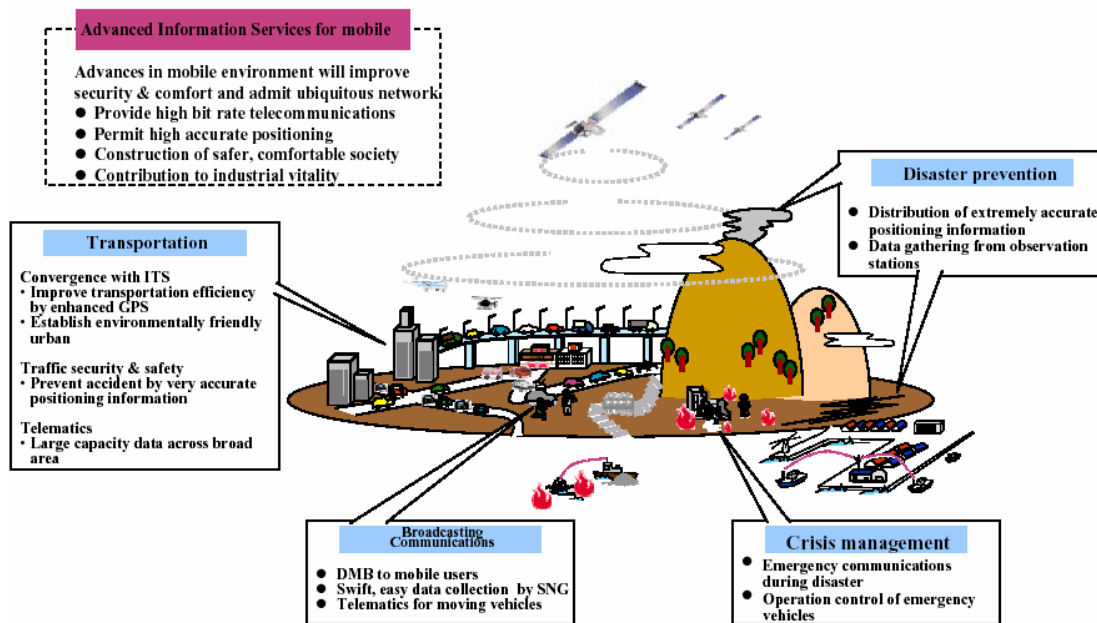 Advanced Information Services for mobile
Advances in mobile environment will improve
security & comfort and admit ubiquitous network
● Provide high bit rate telecommunications
● Permit high accurate positioning
● Construction of safer, comfortable society
● Contribution to industrial vitality
Disaster prevention
● Distribution of extremely accurate
positioning information
● Data gathering from observation
stations
Transportation
Convergence with ITS
・Improve transportation efficiency
by enhanced GPS
・Establish environmentally friendly
urban
Traffic security & safety
・Prevent accident by very accurate
positioning information
Telematics
・Large capacity data across broad
area
Broadcasting
Communications
● DMB to mobile users
● Swift, easy data collection by SNG
● Telematics for moving vehicles
Crisis management
● Emergency communications
during disaster
● Operation control of emergency
vehicles